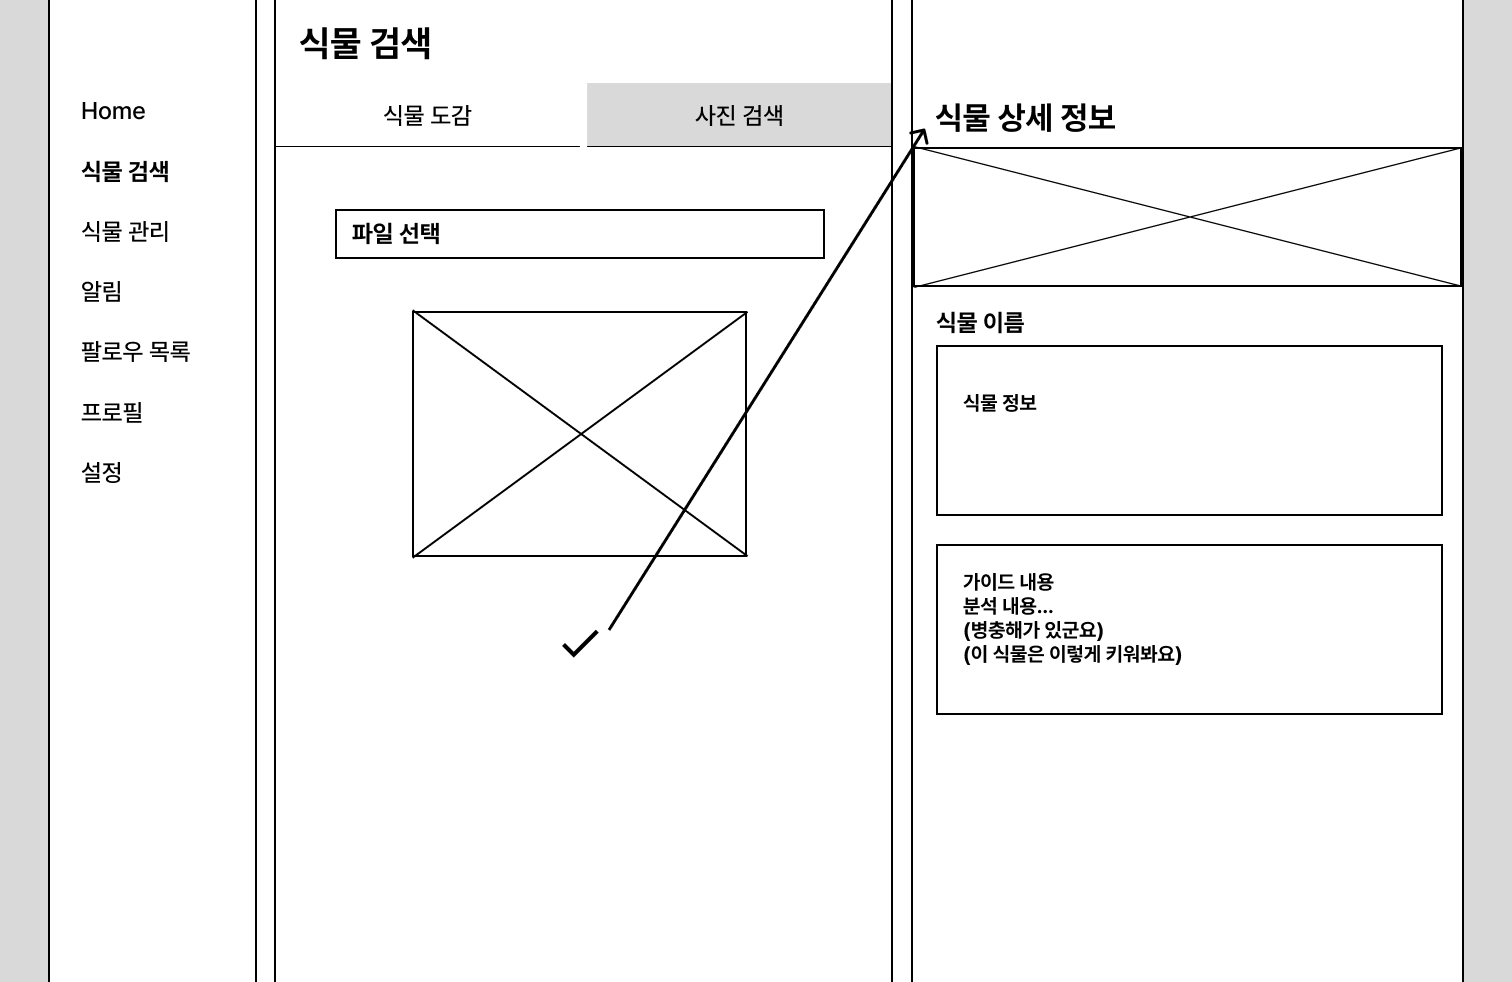 Home
식물 검색
식물 관리
알림
팔로우 목록
프로필
설정
식물 검색
식물 도감
사진 검색
파일 선택
식물 상세 정보
식물 이름
식물 정보
가이드 내용
분석 내용...
(병충해가 있군요)
(이 식물은 이렇게 키워봐요)